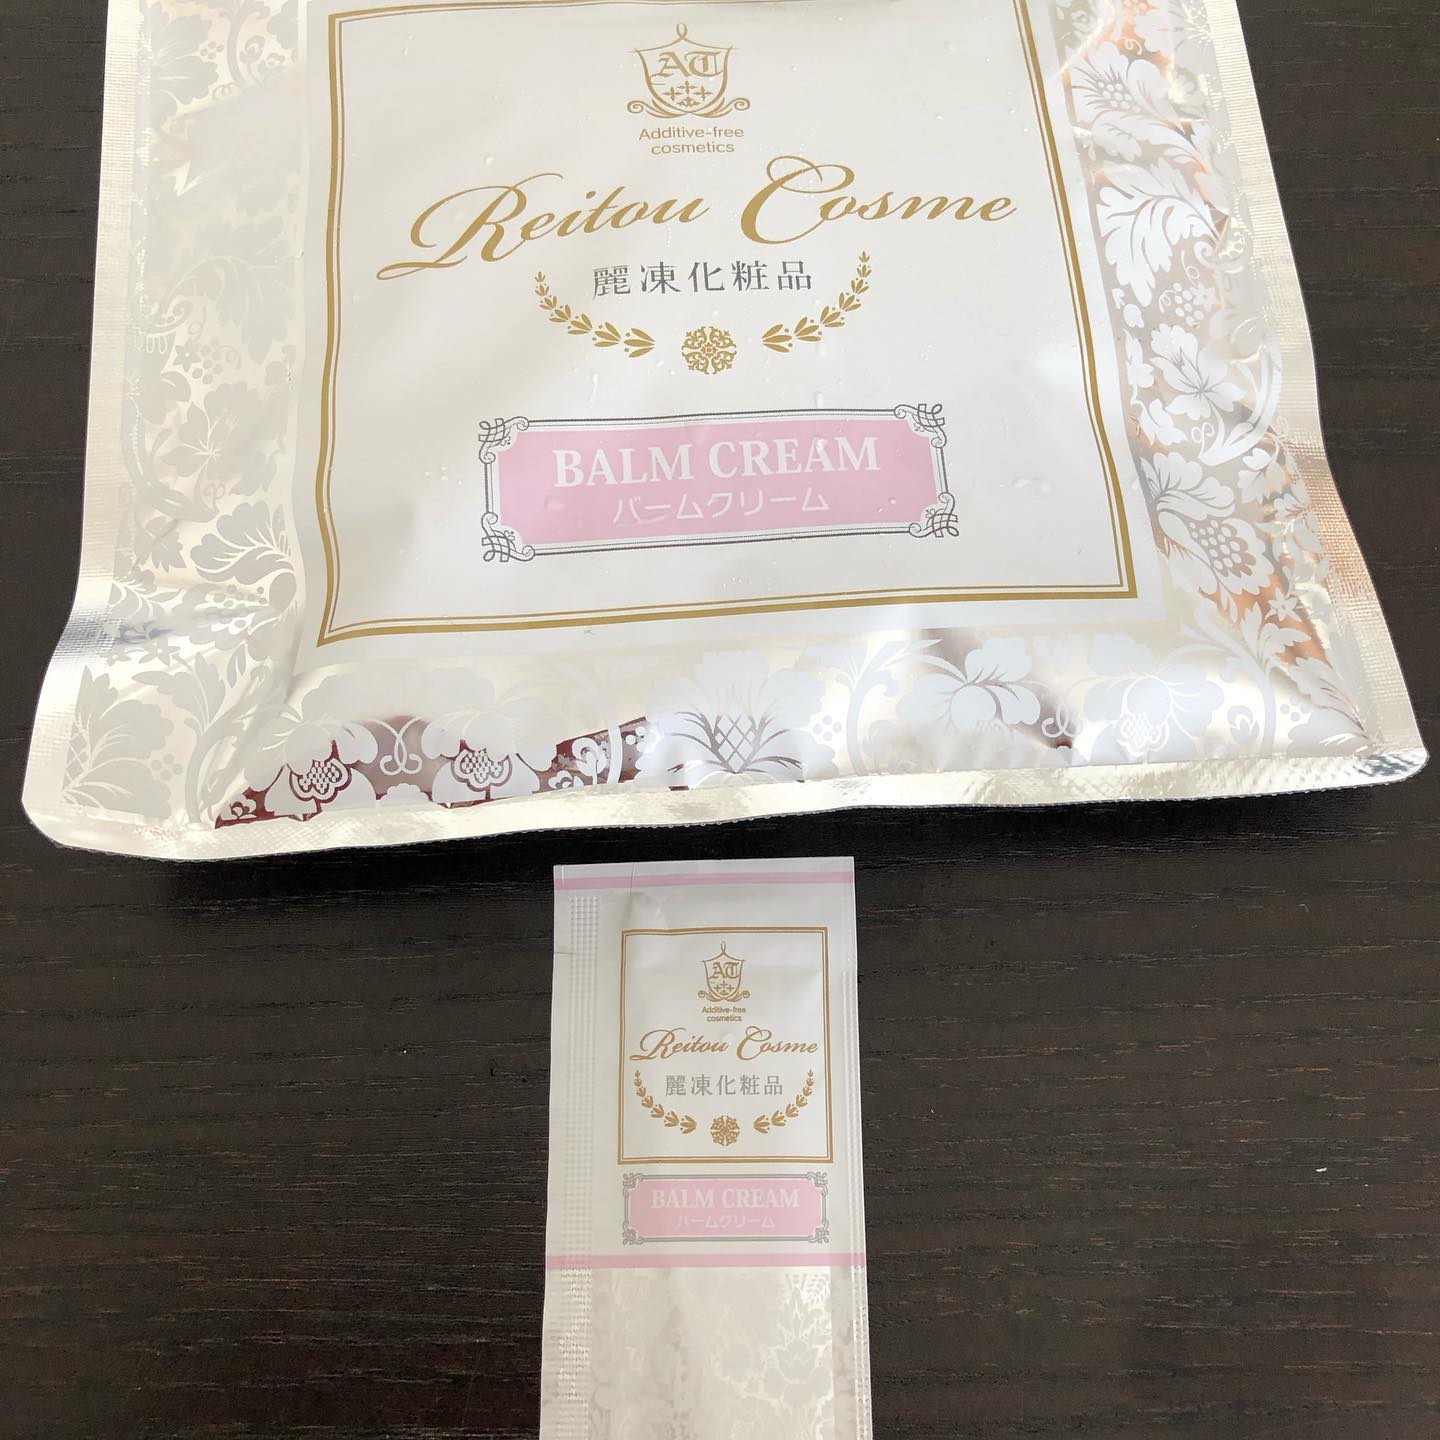 AT
Additive-free
cosmetics
Reitou Cosme
麗凍化粧品
BALM CREAM
バームクリーム
AT
Additive-free
cosmetics
Reitou Cosme
麗凍化粧品
BALM CREAM
バームクリーム